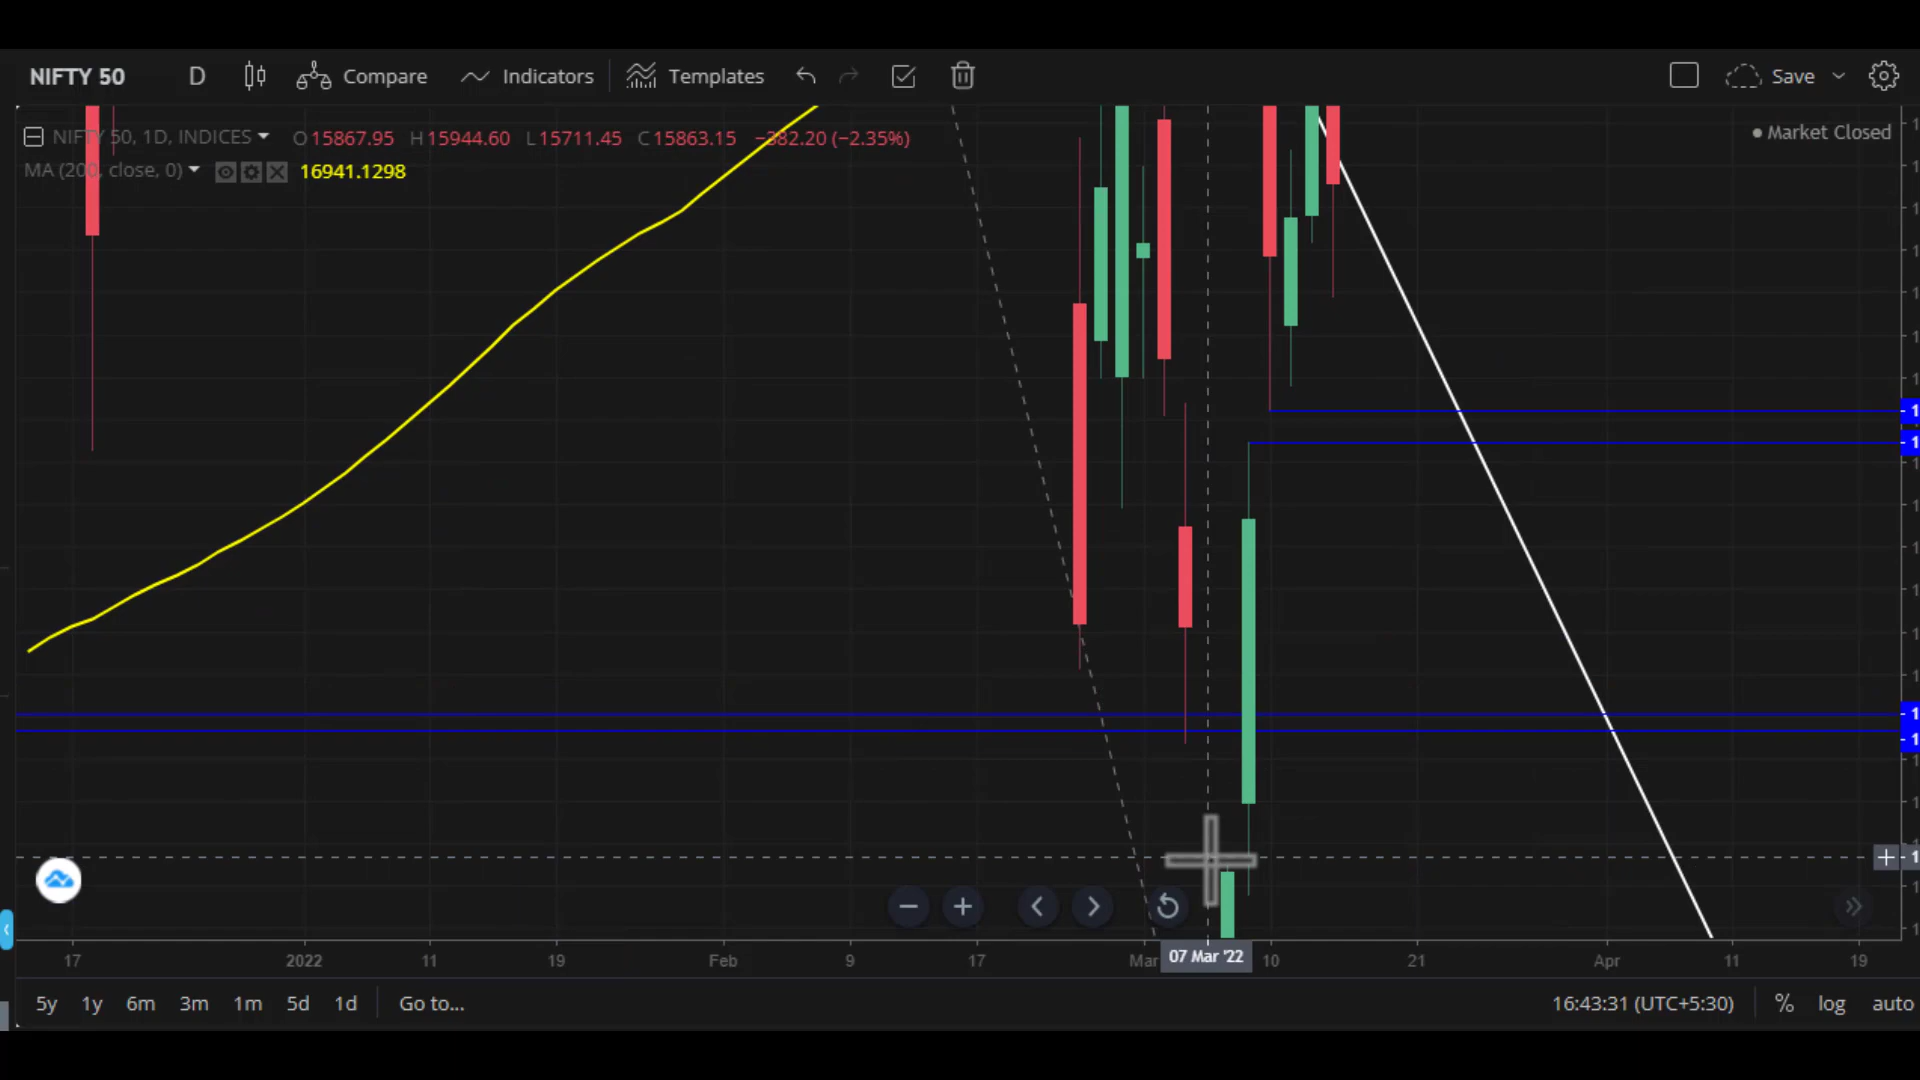 NIFTY 50 D Compare Indicators Templates Save
NIFTY 50, 1D, INDICES O15867.95 H15944.60 L15711.45 C15863.15 −382.20 (−2.35%)
Market Closed
MA (200, close, 0) 16941.1298
17 2022 11 19 Feb 9 17 Mar 07 Mar '22 10 21 Apr 11 19
5y 1y 6m 3m 1m 5d 1d Go to... 16:43:31 (UTC+5:30) % log auto